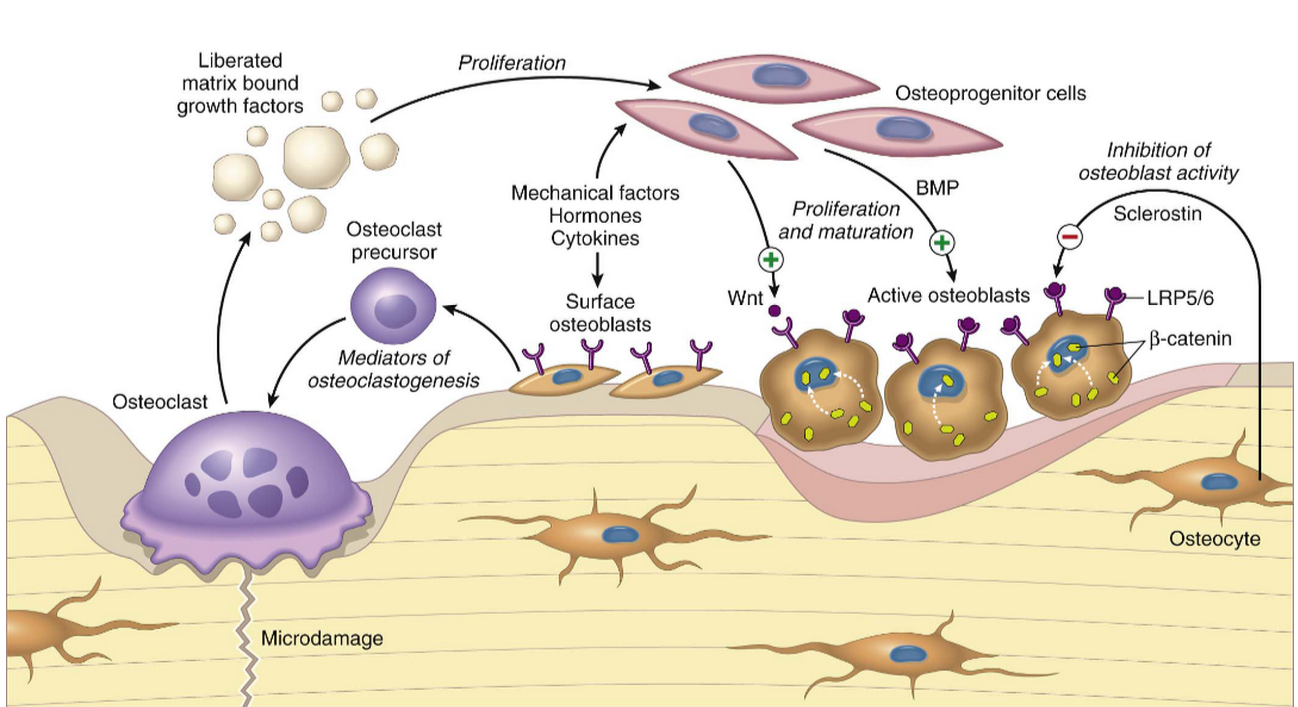 Liberated
matrix bound
growth factors
Proliferation
Osteoprogenitor cells
Inhibition of
osteoblast activity
Sclerostin
Mechanical factors
Hormones
Cytokines
BMP
Proliferation
and maturation
Osteoclast
precursor
Surface
osteoblasts
Wnt
Active osteoblasts
LRP5/6
β-catenin
Mediators of
osteoclastogenesis
Osteoclast
Osteocyte
Microdamage